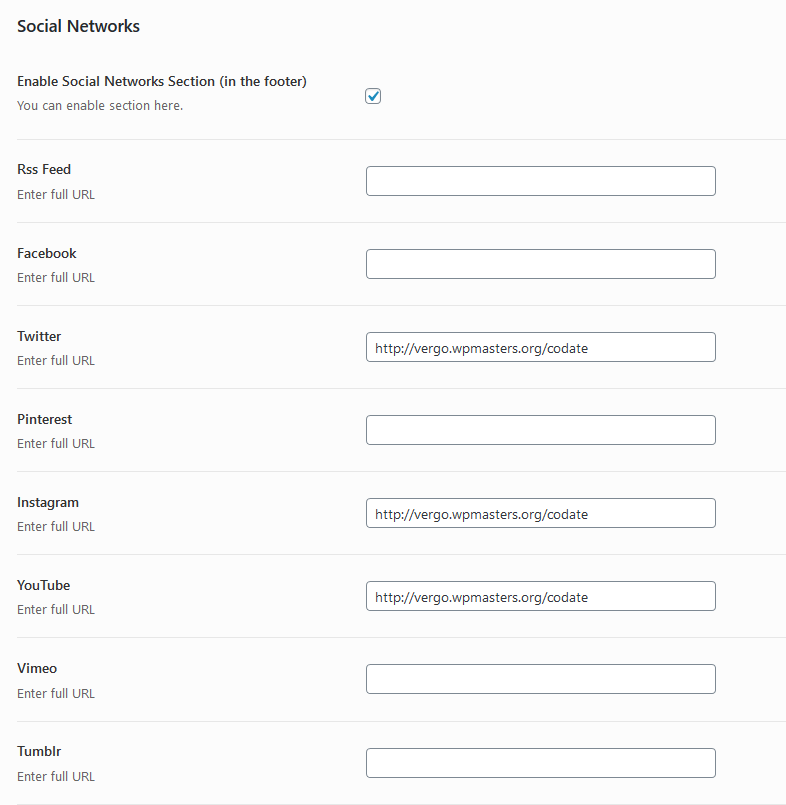 Social Networks
Enable Social Networks Section (in the footer)
You can enable section here.
Rss Feed
Enter full URL
Facebook
Enter full URL
Twitter
Enter full URL
http://vergo.wpmasters.org/codate
Pinterest
Enter full URL
Instagram
Enter full URL
http://vergo.wpmasters.org/codate
YouTube
Enter full URL
http://vergo.wpmasters.org/codate
Vimeo
Enter full URL
Tumblr
Enter full URL